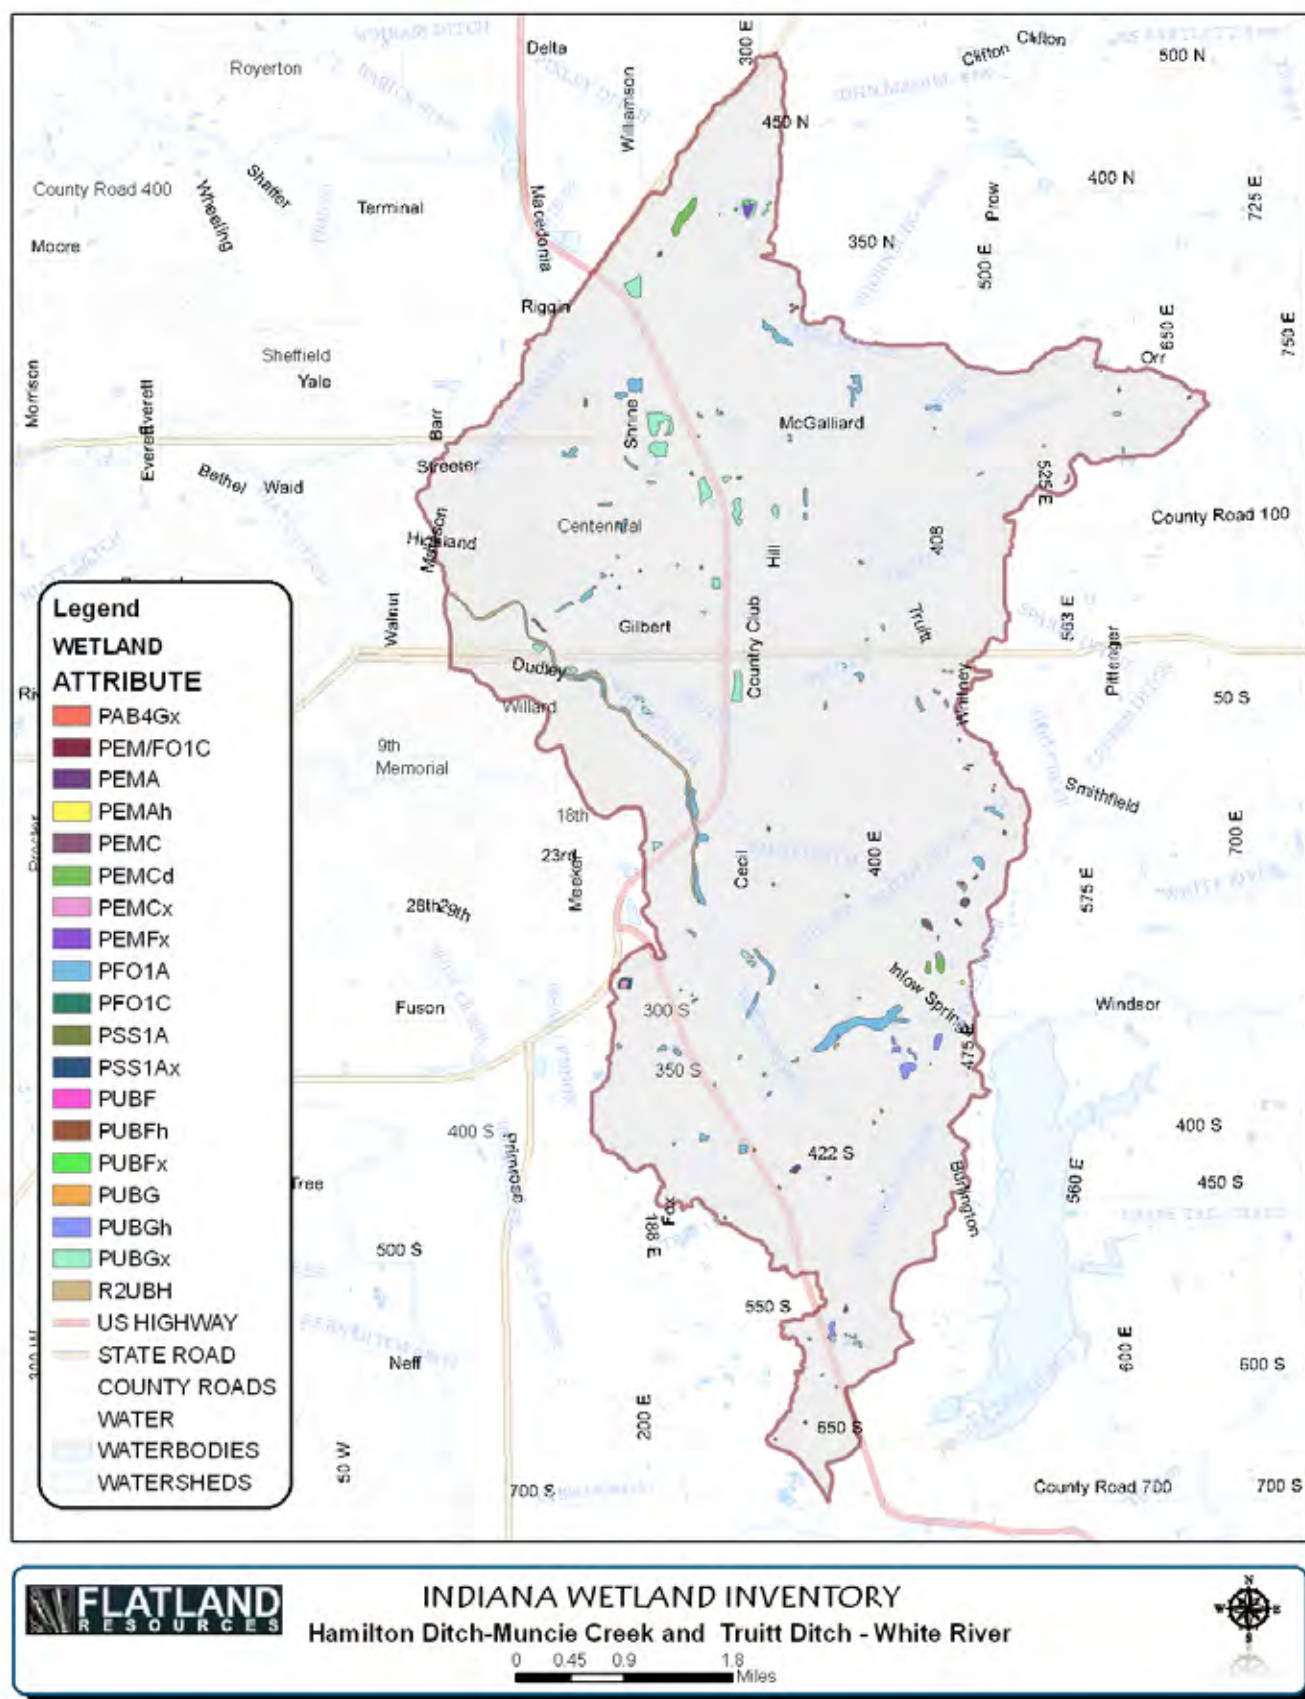 Delta
Clifton
Clifton
300 E
500 N
Royerton
Williamson
450 N
County Road 400
Wheeling
Shaffer
Terminal
Macedonia
Prow
400 N
725 E
Moore
350 N
500 E
Riggin
650 E
750 E
Sheffield
Yale
Orr
Morrison
Everett
Everett
Barr
Shrine
McGalliard
Streeter
Bethel
Waid
525 E
County Road 100
Centennial
Highland
408
Hill
Walnut
Gilbert
Country Club
Truitt
563 E
Pittenger
Dudley
Willard
Whitney
50 S
9th
Memorial
Smithfield
18th
23rd
Meeker
Cecil
400 E
700 E
28th
29th
575 E
Inlow Spring
Fuson
300 S
475 E
Windsor
350 S
400 S
Primrose
422 S
400 S
Tree
Fox
188 E
Burlington
560 E
450 S
500 S
550 S
Neff
600 E
600 S
200 E
650 S
50 W
700 S
County Road 700
700 S
Legend
WETLAND
ATTRIBUTE
PAB4Gx
PEM/FO1C
PEMA
PEMAh
PEMC
PEMCd
PEMCx
PEMFx
PFO1A
PFO1C
PSS1A
PSS1Ax
PUBF
PUBFh
PUBFx
PUBG
PUBGh
PUBGx
R2UBH
US HIGHWAY
STATE ROAD
COUNTY ROADS
WATER
WATERBODIES
WATERSHEDS
FLATLAND
RESOURCES
INDIANA WETLAND INVENTORY
Hamilton Ditch-Muncie Creek and Truitt Ditch - White River
0 0.45 0.9 1.8
Miles
N
W E
S